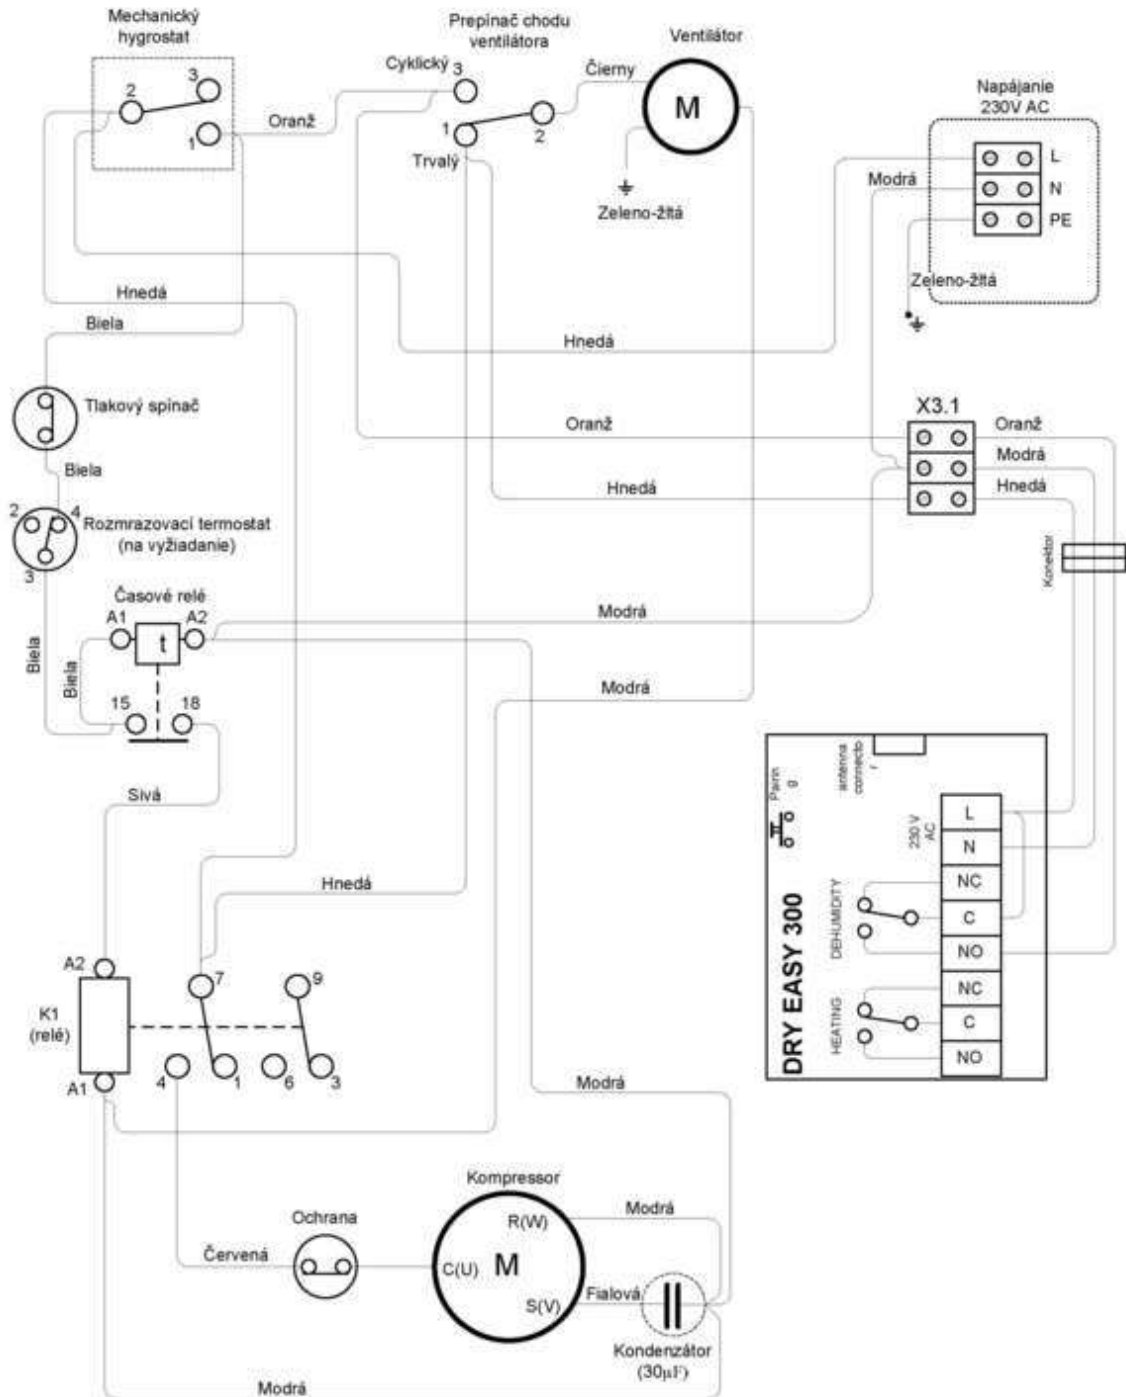 Mechanický
hygrostat
Prepínač chodu
ventilátora
Ventilátor
Napájanie
230V AC
Cyklický
3
Čierny
M
3
2
1
Oranž
1
2
Trvalý
Zeleno-žltá
Modrá
L
N
PE
Zeleno-žltá
Hnedá
Biela
Hnedá
Tlakový spínač
X3.1
Oranž
Oranž
Modrá
Hnedá
Hnedá
Biela
2
4
Rozmrazovací termostat
(na vyžiadanie)
3
Konektor
Časové relé
A1
A2
t
Modrá
Biela
Biela
15
18
Modrá
Sivá
Pairin
g
antenna
connecto
r
230 V
AC
L
N
NC
C
NO
NC
C
NO
DEHUMIDITY
HEATING
DRY EASY 300
Hnedá
A2
7
9
K1
(relé)
4
1
6
3
A1
Modrá
Kompressor
Ochrana
R(W)
Modrá
Červená
C(U)
M
S(V)
Fialová
Kondenzátor
(30µF)
Modrá